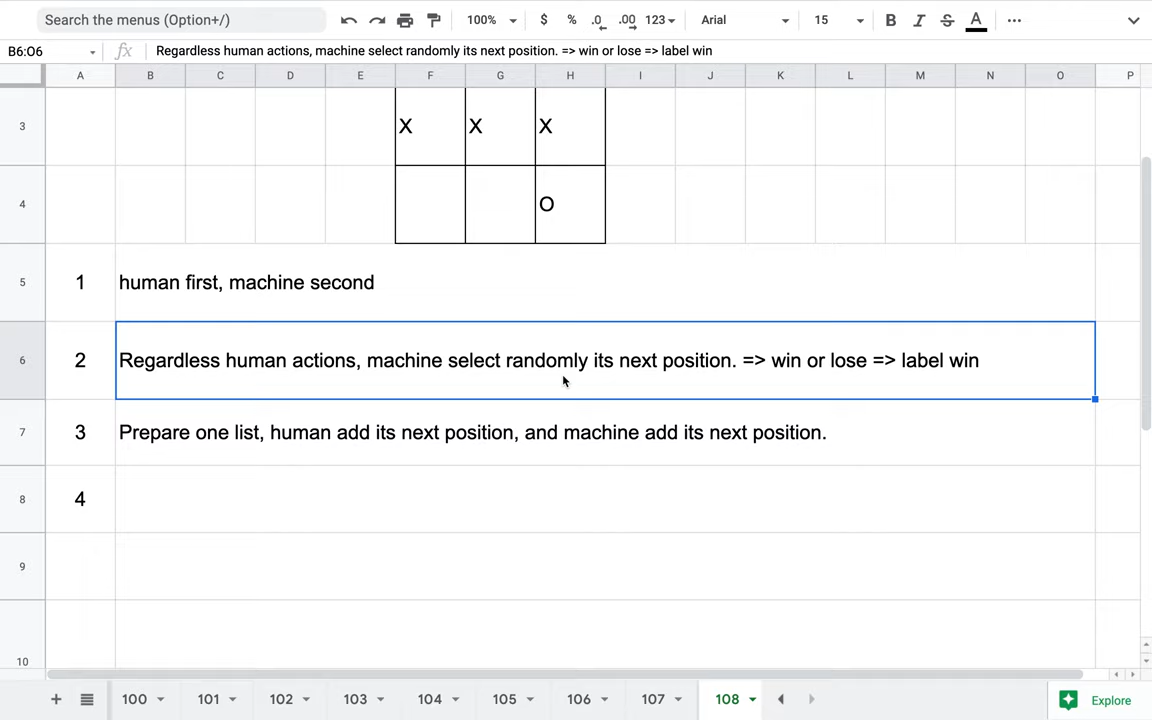 Search the menus (Option+/)
100%
$ % .0 .00 123
Arial
15
B I S A
B6:O6
fx
Regardless human actions, machine select randomly its next position. => win or lose => label win
A B C D E F G H I J K L M N O P
3
X X X
4
O
5
1
human first, machine second
6
2
Regardless human actions, machine select randomly its next position. => win or lose => label win
7
3
Prepare one list, human add its next position, and machine add its next position.
8
4
9
10
100 101 102 103 104 105 106 107 108
Explore